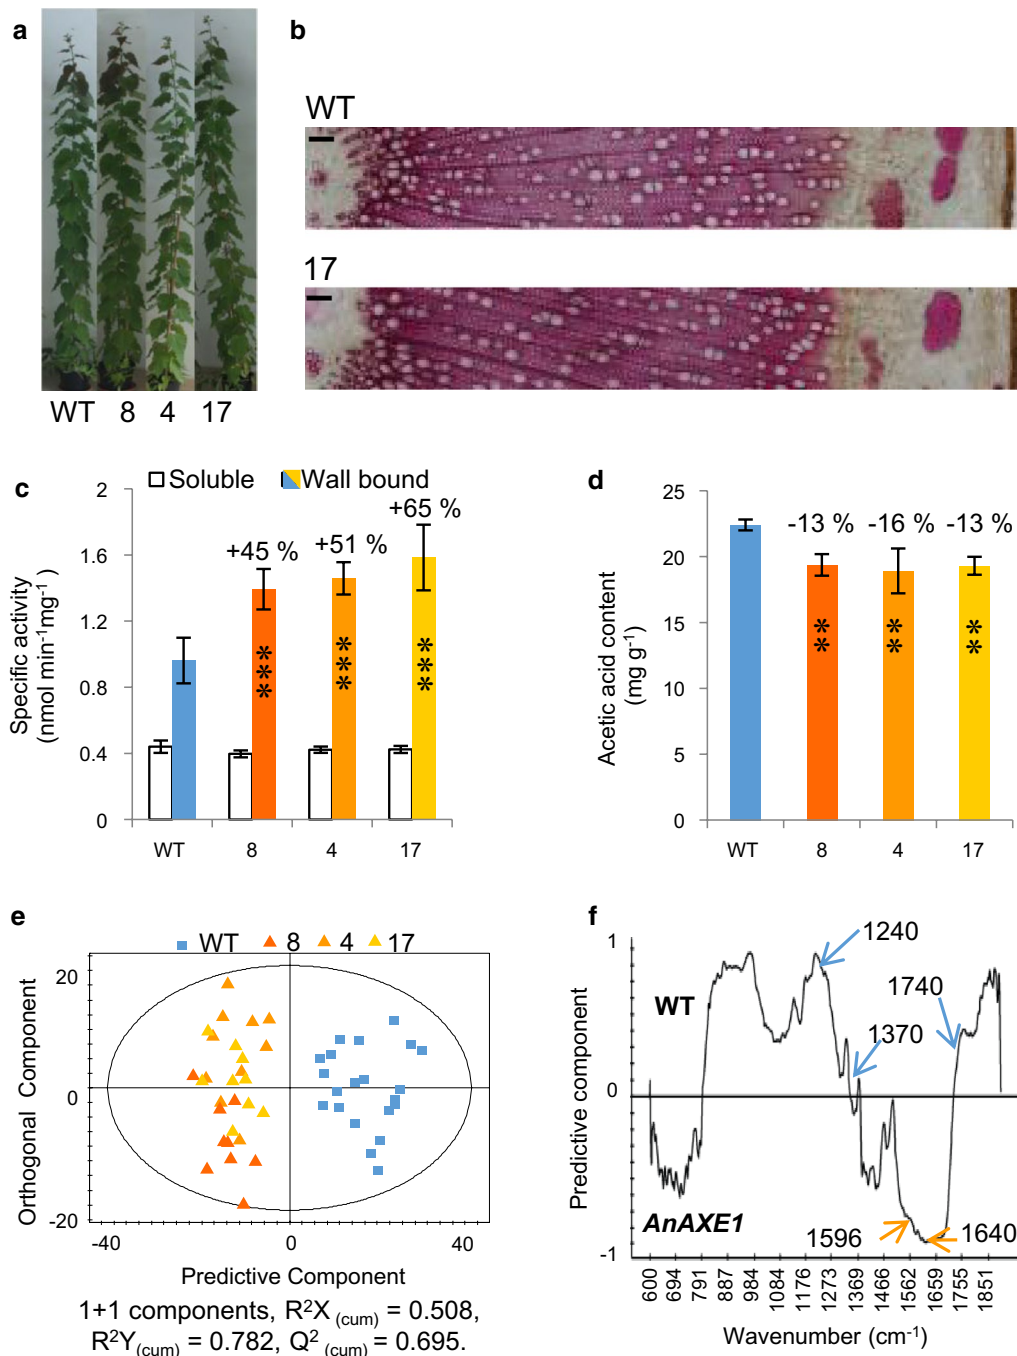 a
WT 8 4 17
b
WT
17
c
Soluble Wall bound
Specific activity
(nmol min-1mg-1 )
2
1.6
1.2
0.8
0.4
0
+45 %
+51 %
+65 %
***
***
***
WT 8 4 17
d
Acetic acid content
(mg g-1)
25
20
15
10
5
0
-13 % -16 % -13 %
**
**
**
WT 8 4 17
e
WT 8 4 17
Orthogonal Component
20
0
-20
-40 0 40
Predictive Component
1+1 components, R2X (cum) = 0.508,
R2Y(cum) = 0.782, Q2 (cum) = 0.695.
f
Predictive component
1
0
-1
WT
AnAXE1
1240
1740
1370
1596
1640
600 694 791 887 984 1084 1176 1273 1369 1466 1562 1659 1755 1851
Wavenumber (cm-1)